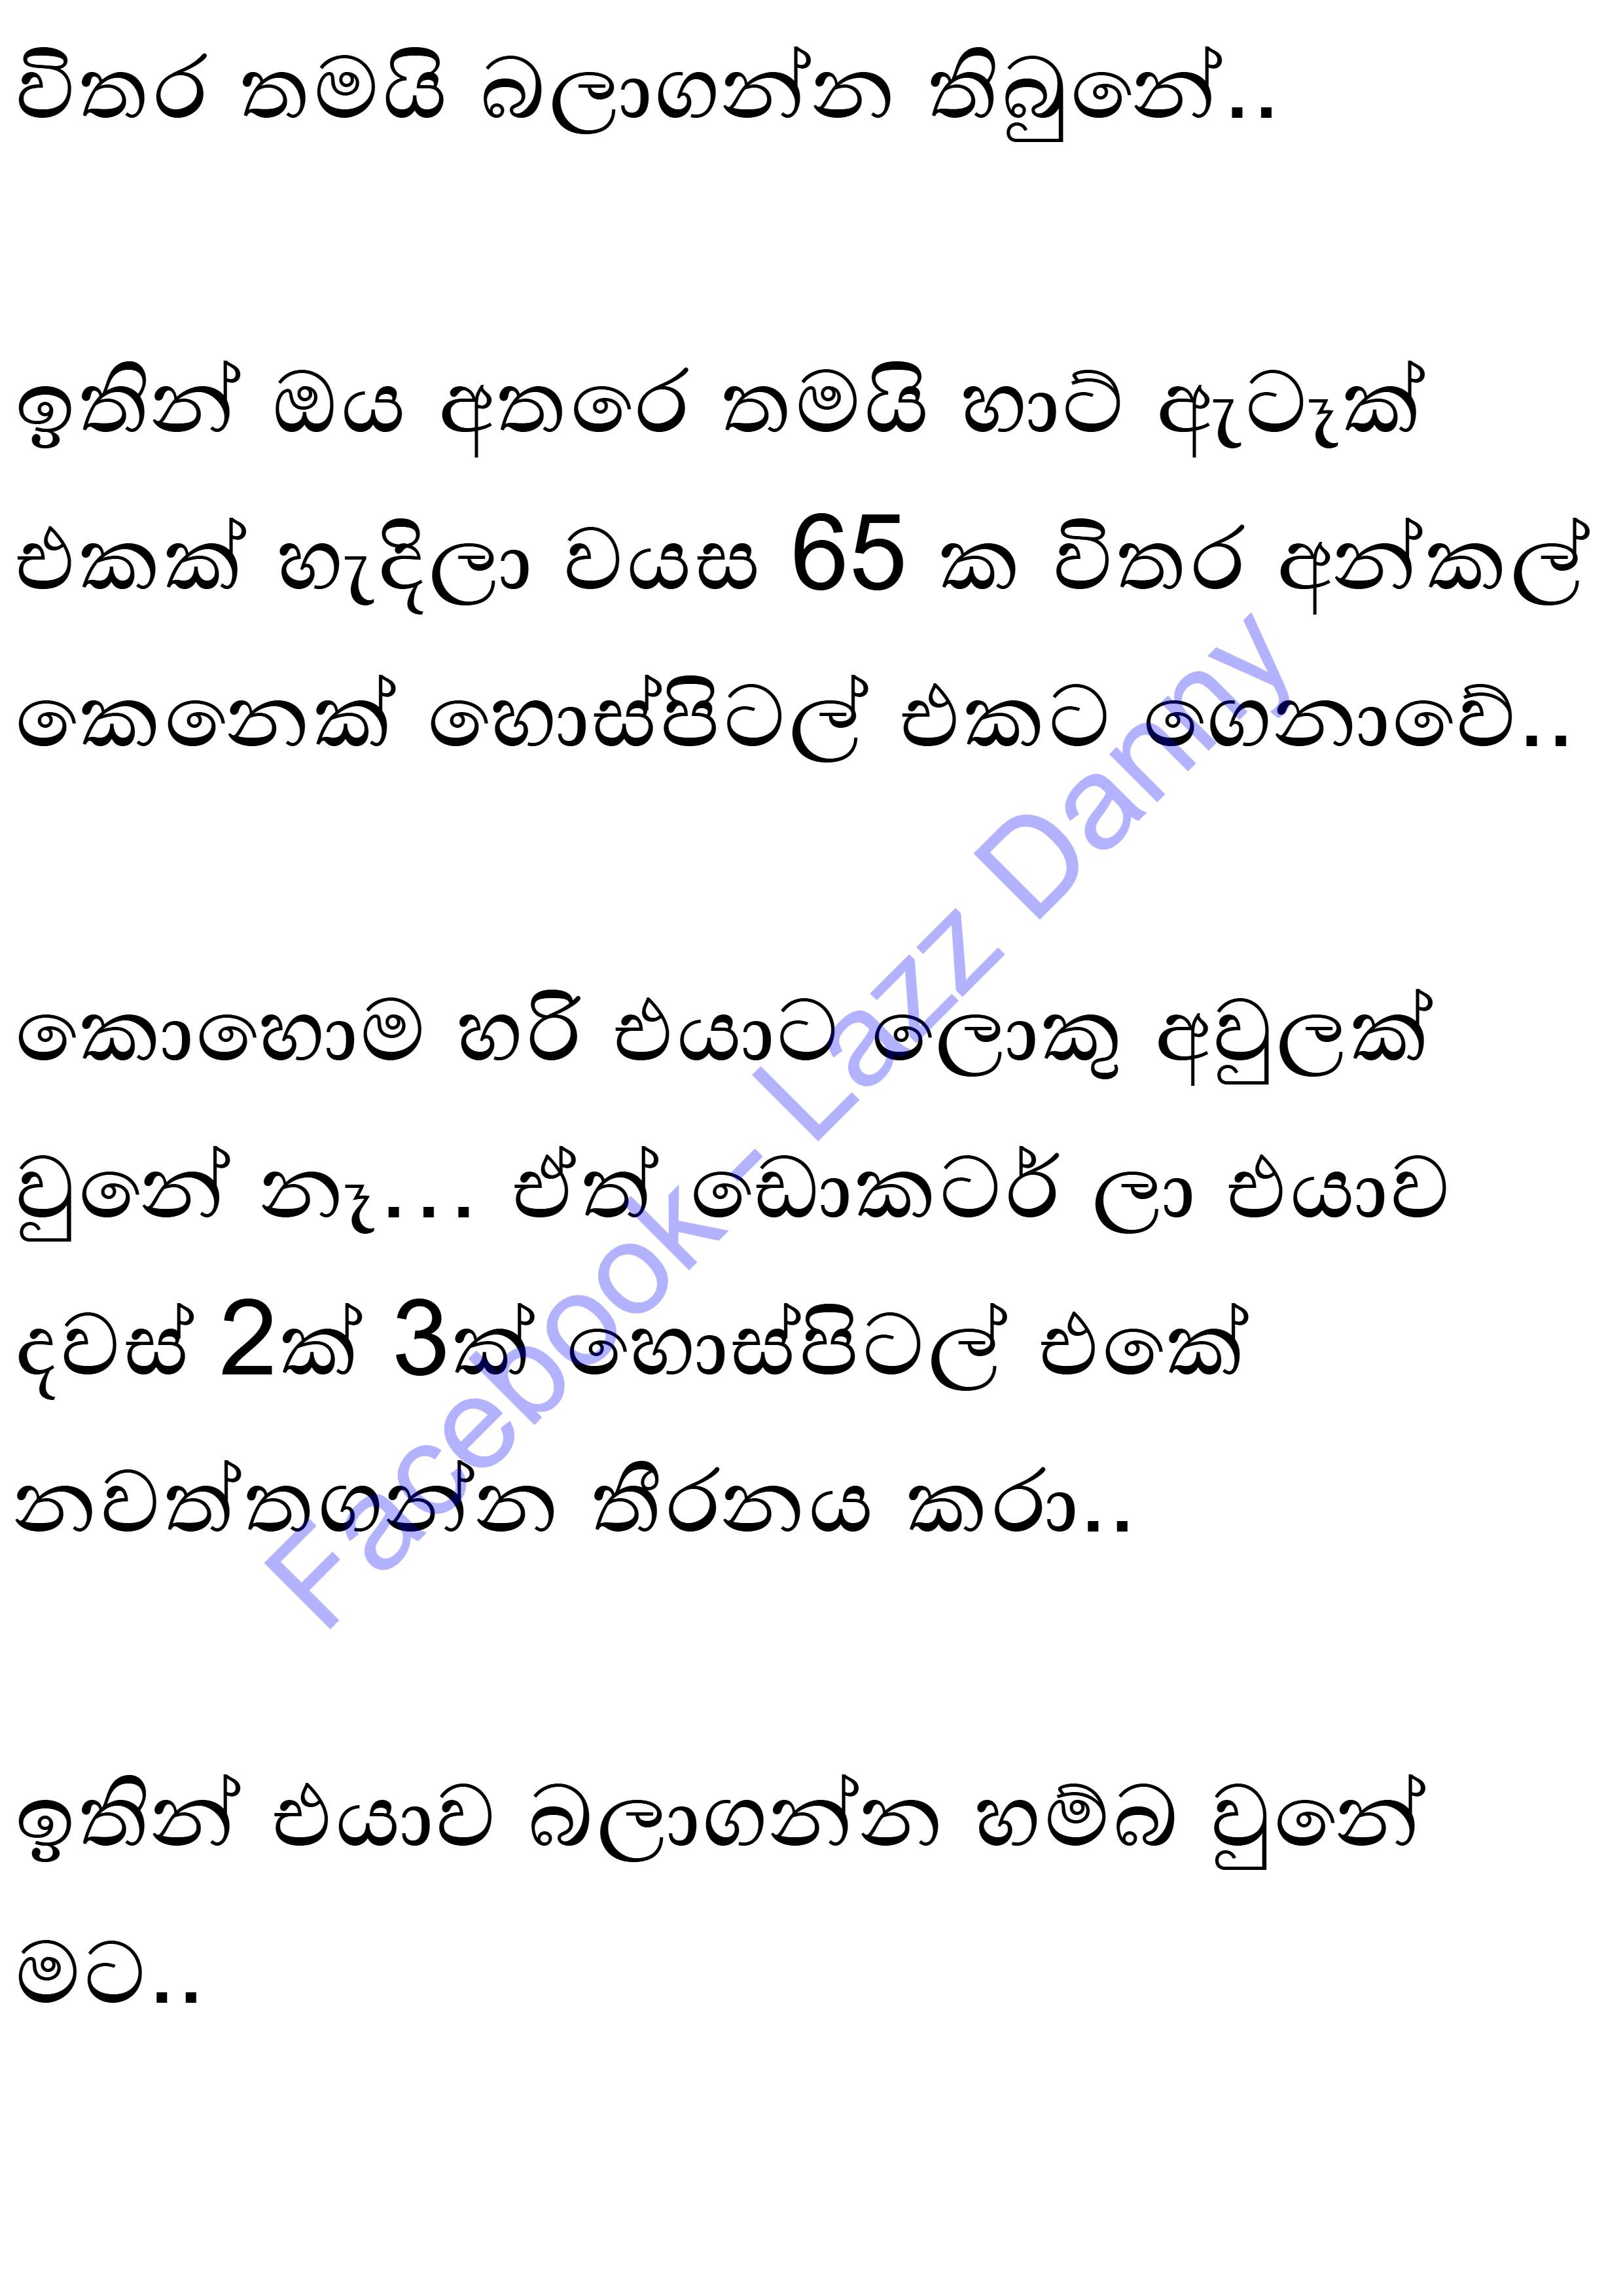 විතර තමයි බලාගන්න තිබුනේ..
ඉතින් ඔය අතරෙ තමයි හාට් ඇටෑක්
එකක් හැදිලා වයස 65 ක විතර අන්කල්
කෙනෙක් හොස්පිටල් එකට ගෙනාවේ..
කොහොම හරි එයාට ලොකු අවුලක්
වුනේ නෑ... ඒත් ඩොකටර් ලා එයාව
දවස් 2ක් 3ක් හොස්පිටල් එකේ
නවත්තගන්න තීරනය කරා..
ඉතින් එයාව බලාගන්න හම්බ වුනේ
මට..
Facebook - Lazz Danny